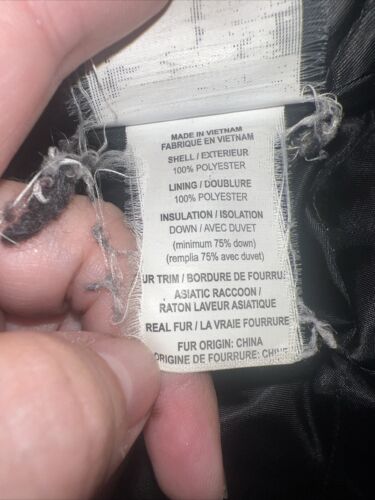 MADE IN VIETNAM
FABRIQUE EN VIETNAM
SHELL / EXTERIEUR
100% POLYESTER
LINING / DOUBLURE
100% POLYESTER
INSULATION / ISOLATION
DOWN / AVEC DUVET
(minimum 75% down)
(remplia 75% avec duvet)
UR TRIM / BORDURE DE FOURRU
ASIATIC RACCOON /
RATON LAVEUR ASIATIQUE
REAL FUR / LA VRAIE FOURRURE
FUR ORIGIN: CHINA
ORIGINE DE FOURRURE: CHINE